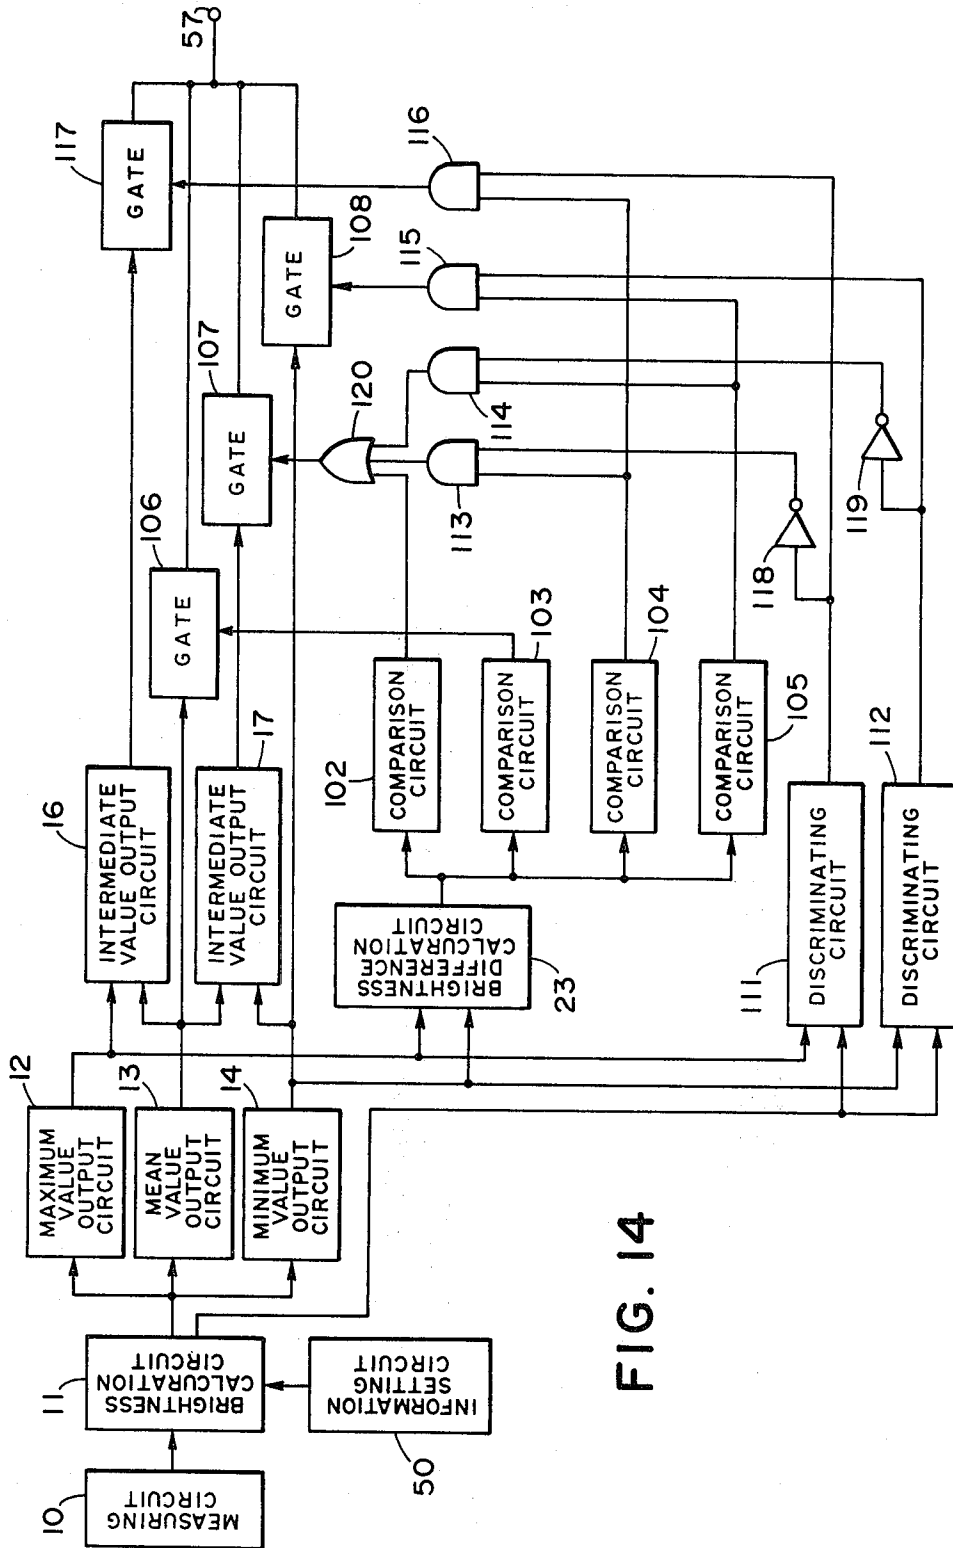 10
MEASURING
CIRCUIT
11
BRIGHTNESS
CALCURATION
CIRCUIT
50
INFORMATION
SETTING
CIRCUIT
12
MAXIMUM
VALUE
OUTPUT
CIRCUIT
13
MEAN
VALUE
OUTPUT
CIRCUIT
14
MINIMUM
VALUE
OUTPUT
CIRCUIT
16
INTERMEDIATE
VALUE OUTPUT
CIRCUIT
17
INTERMEDIATE
VALUE OUTPUT
CIRCUIT
23
BRIGHTNESS
DIFFERENCE
CALCURATION
CIRCUIT
102
COMPARISON
CIRCUIT
103
COMPARISON
CIRCUIT
104
COMPARISON
CIRCUIT
105
COMPARISON
CIRCUIT
111
DISCRIMINATING
CIRCUIT
112
DISCRIMINATING
CIRCUIT
106
GATE
107
GATE
108
GATE
117
GATE
57
120
113
114
115
116
118
119
FIG. 14